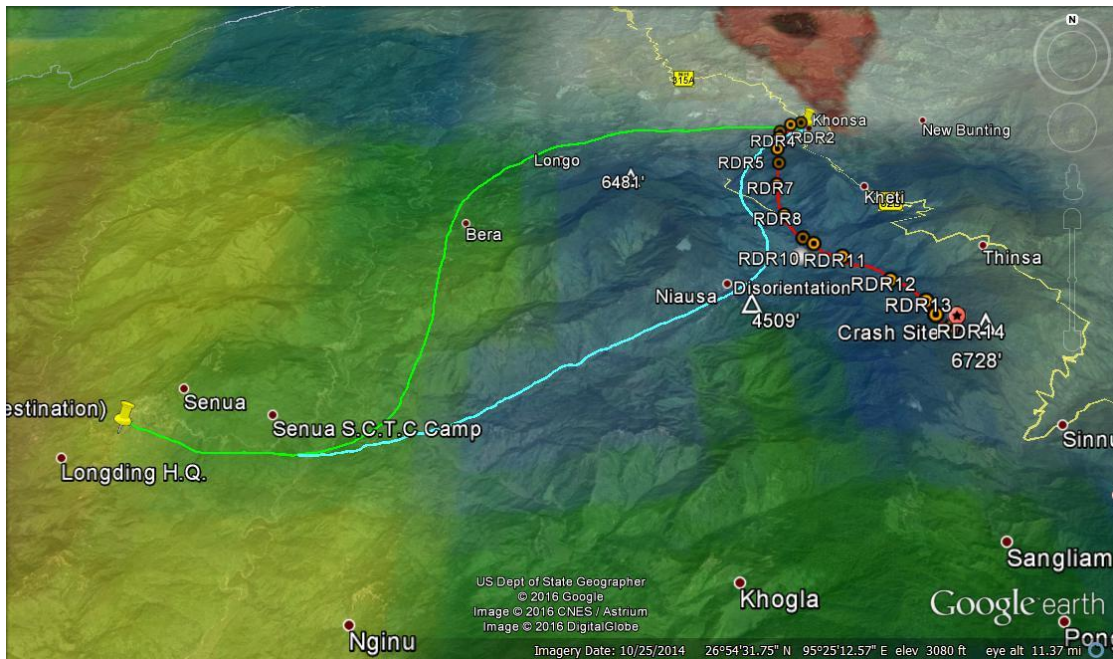 N
315A
Khonsa
RDR2
New Bunting
RDR4
Longo
RDR5
6481'
RDR7
Kheti
RDR8
Bera
RDR10
RDR11
Thinsa
Niausa
Disorientation
RDR12
RDR13
4509'
Crash Site
RDR14
6728'
estination)
Senua
Senua S.C.T.C Camp
Sinnu
Longding H.Q.
Sangliam
US Dept of State Geographer
© 2016 Google
Image © 2016 CNES / Astrium
Image © 2016 DigitalGlobe
Khogla
Google earth
Nginu
Pong
Imagery Date: 10/25/2014 26°54'31.75" N 95°25'12.57" E elev 3080 ft eye alt 11.37 mi